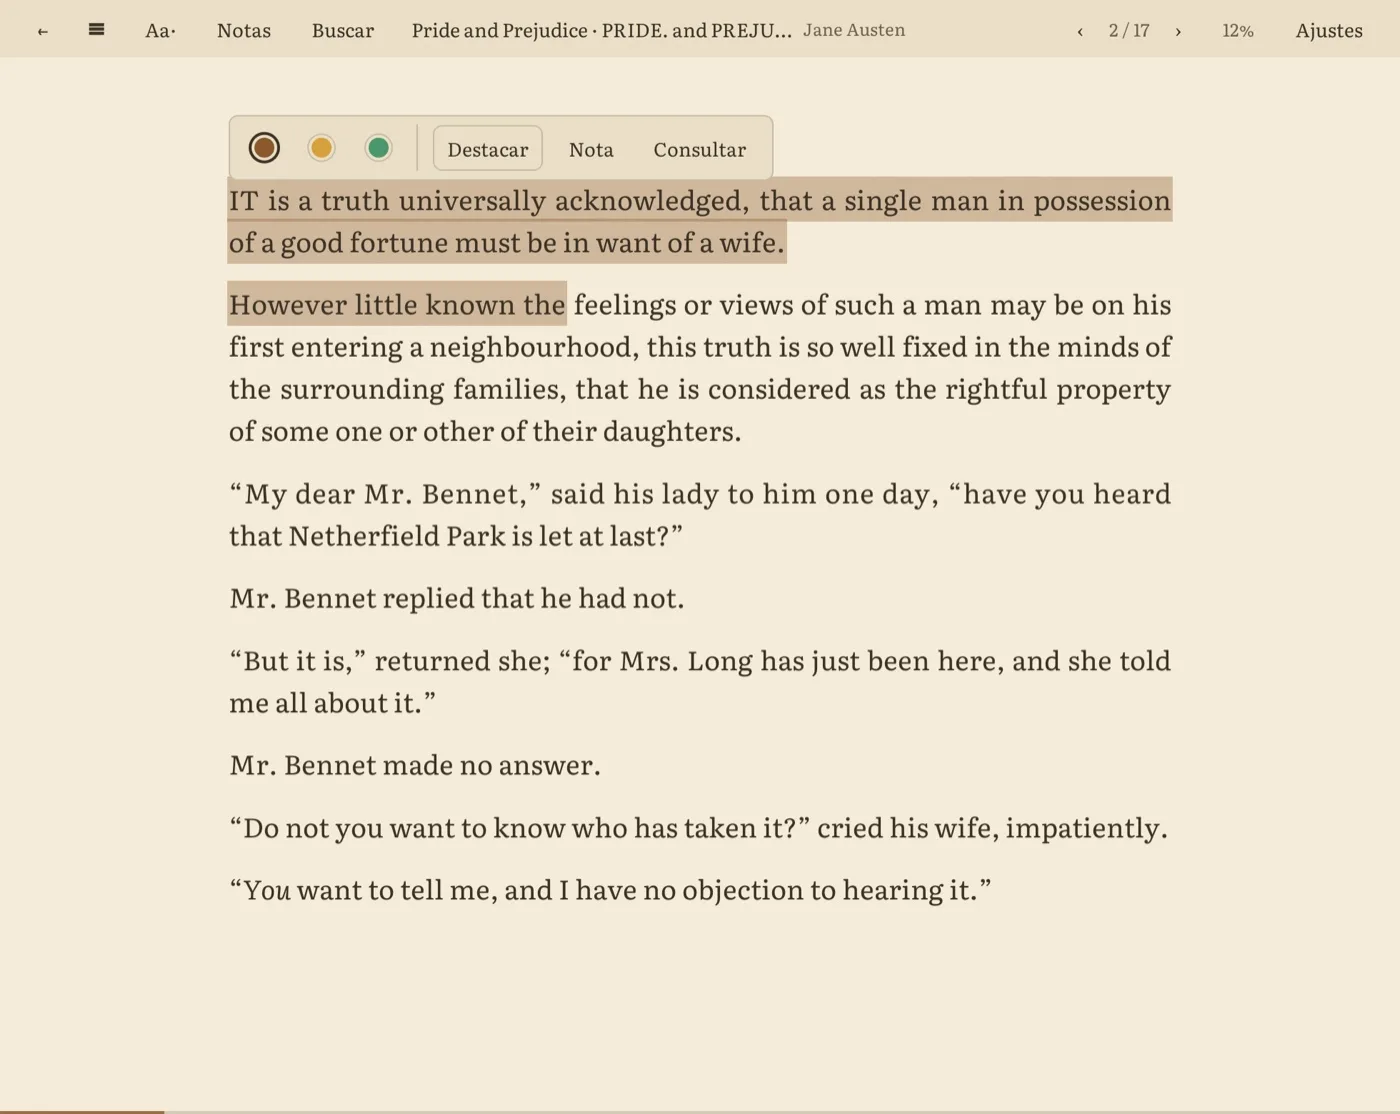 ← ≡ Aa· Notas Buscar Pride and Prejudice · PRIDE. and PREJU... Jane Austen ‹ 2 / 17 › 12% Ajustes
Destacar Nota Consultar
IT is a truth universally acknowledged, that a single man in possession
of a good fortune must be in want of a wife.
However little known the feelings or views of such a man may be on his
first entering a neighbourhood, this truth is so well fixed in the minds of
the surrounding families, that he is considered as the rightful property
of some one or other of their daughters.
“My dear Mr. Bennet,” said his lady to him one day, “have you heard
that Netherfield Park is let at last?”
Mr. Bennet replied that he had not.
“But it is,” returned she; “for Mrs. Long has just been here, and she told
me all about it.”
Mr. Bennet made no answer.
“Do not you want to know who has taken it?” cried his wife, impatiently.
“You want to tell me, and I have no objection to hearing it.”